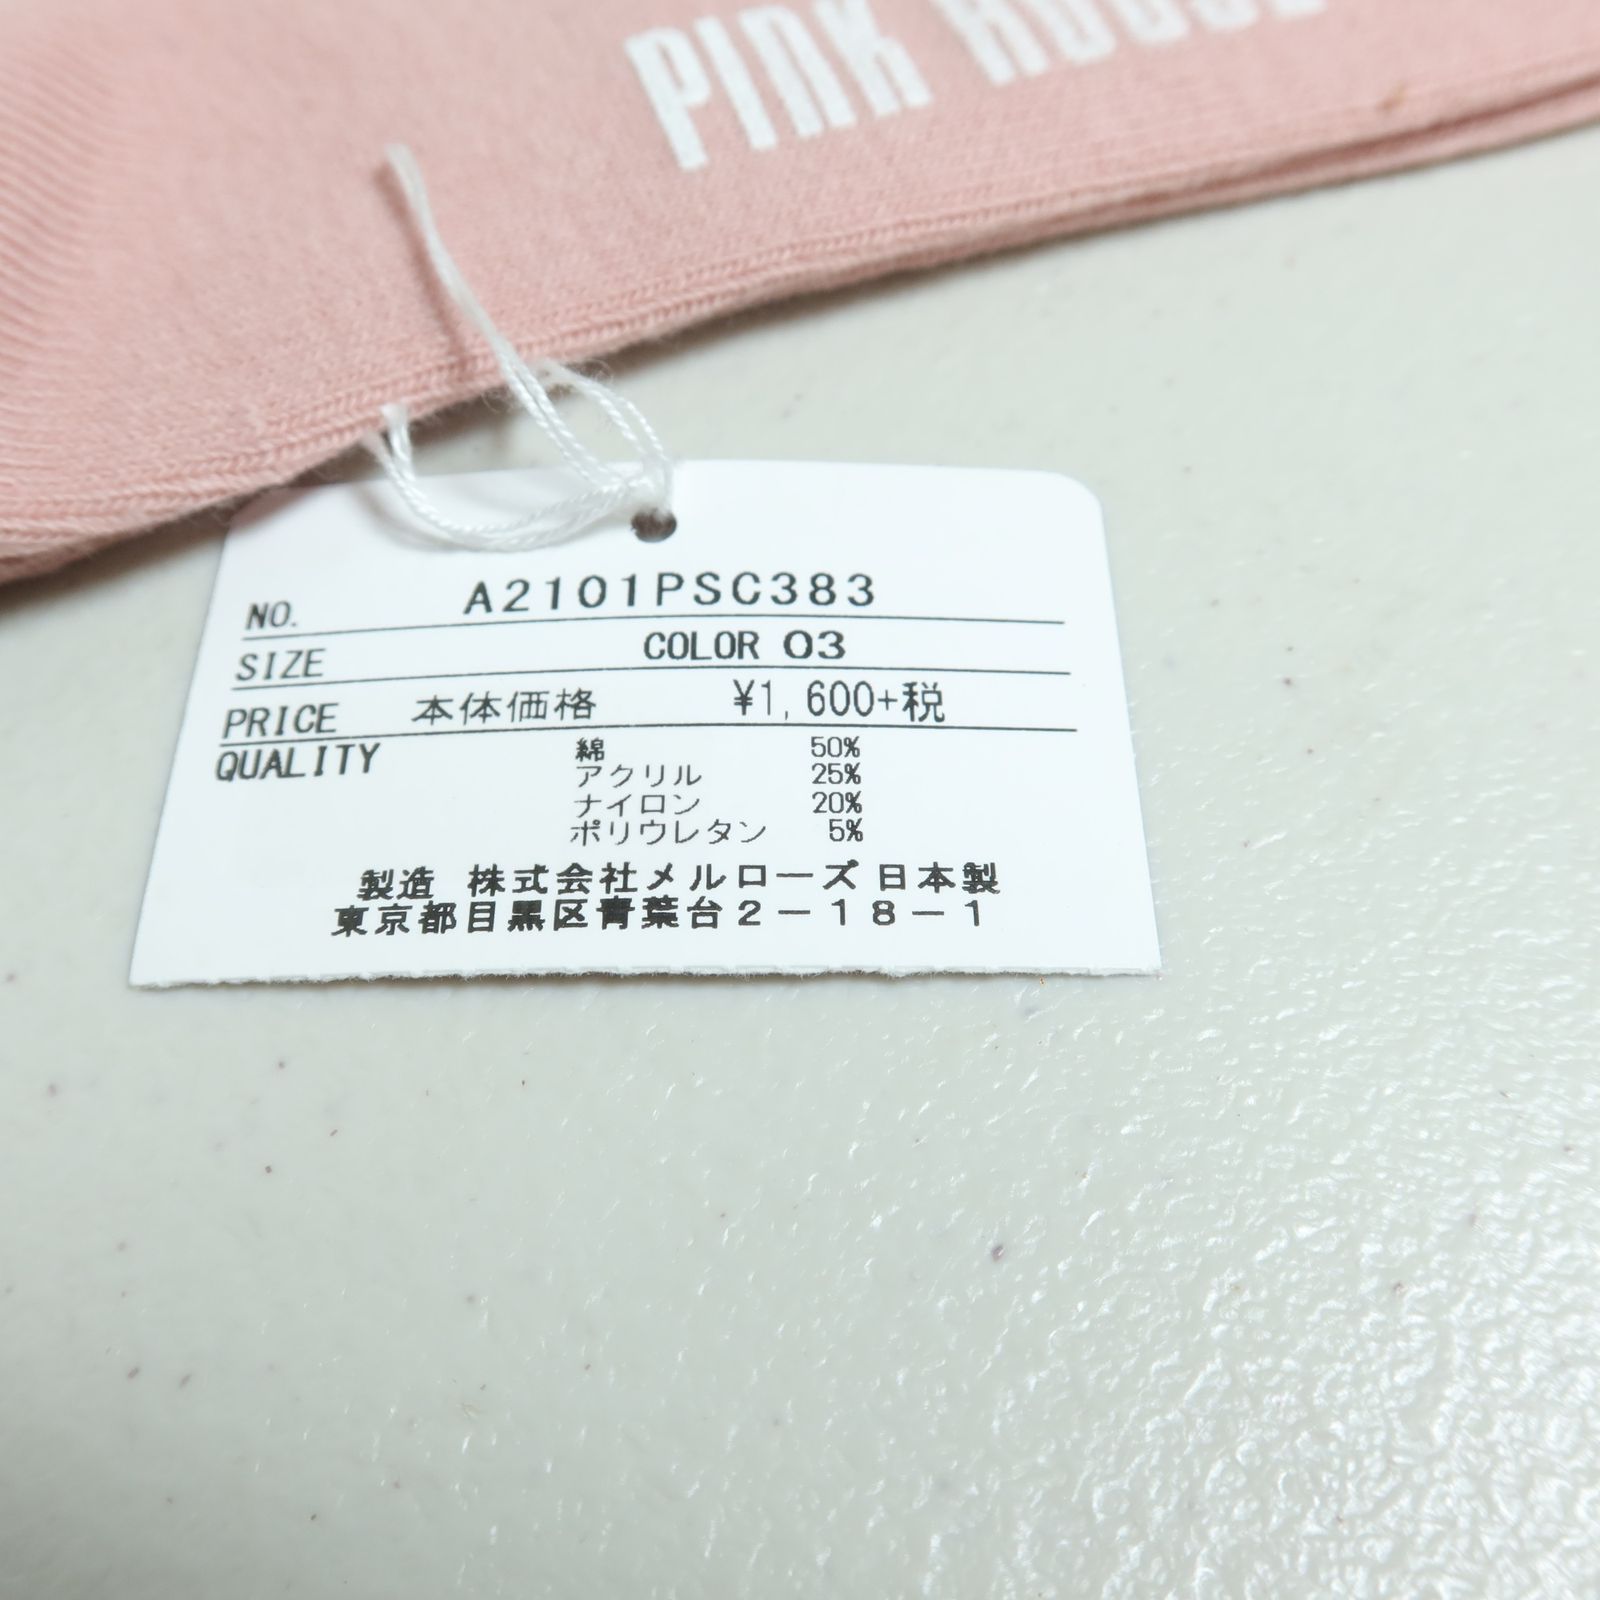 PINK HOUSE
NO. A2101PSC383
SIZE COLOR 03
PRICE 本体価格 ¥1,600+税
QUALITY 綿 50%
アクリル 25%
ナイロン 20%
ポリウレタン 5%
製造 株式会社メルローズ 日本製
東京都目黒区青葉台2-18-1